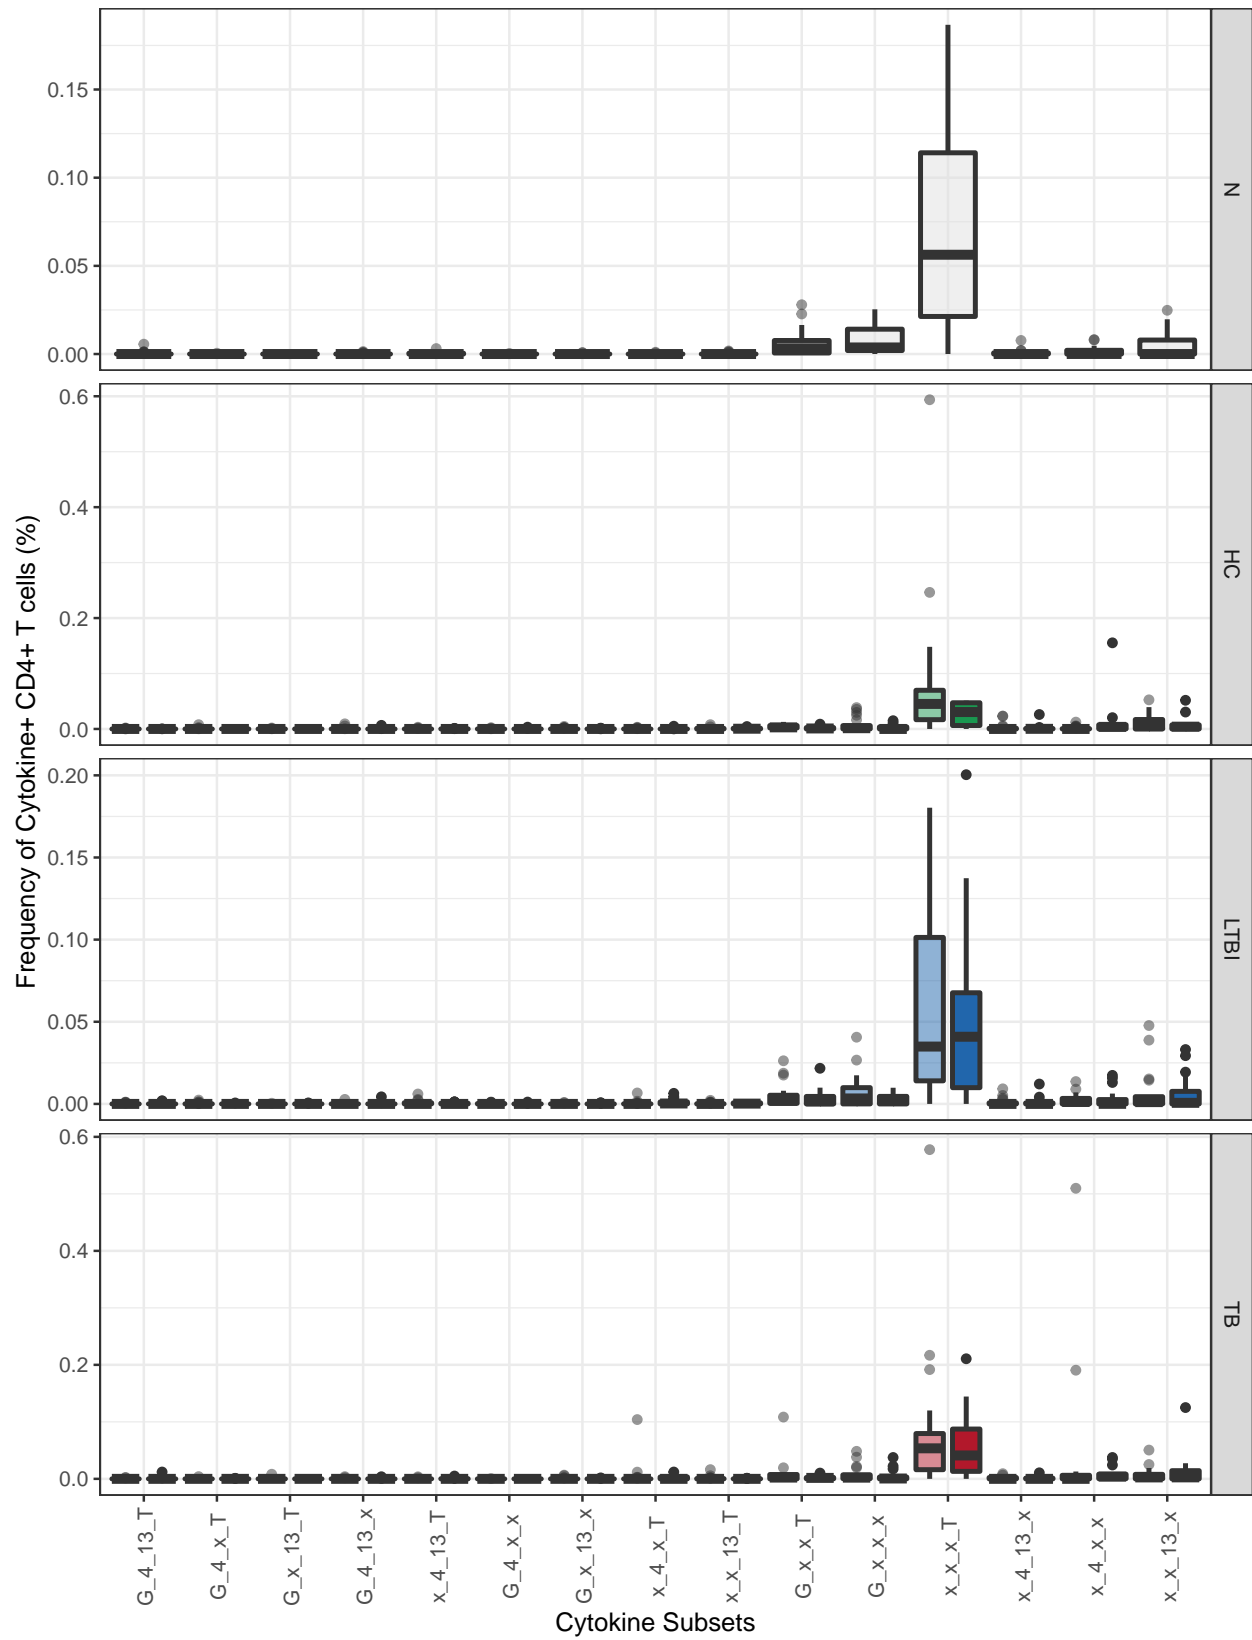 0.15
0.10
0.05
0.00
N
0.6
0.4
0.2
0.0
HC
0.20
0.15
0.10
0.05
0.00
LTBI
0.6
0.4
0.2
0.0
TB
Frequency of Cytokine+ CD4+ T cells (%)
G_4_13_T
G_4_x_T
G_x_13_T
G_4_13_x
x_4_13_T
G_4_x_x
G_x_13_x
x_4_x_T
x_x_13_T
G_x_x_T
G_x_x_x
x_x_x_T
x_4_13_x
x_4_x_x
x_x_13_x
Cytokine Subsets